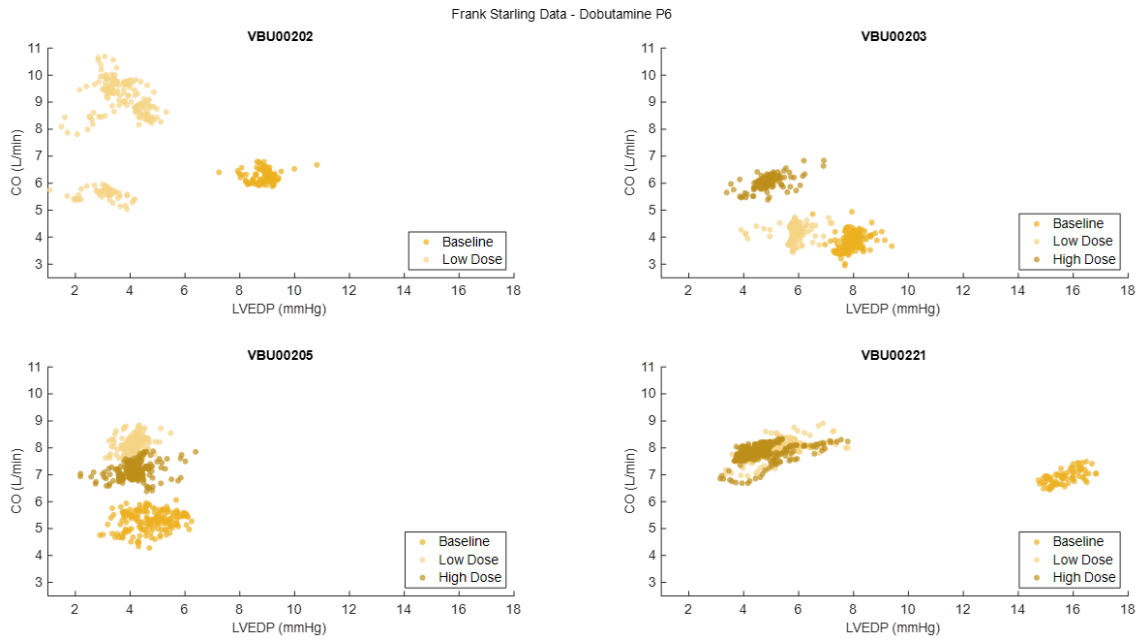 Frank Starling Data - Dobutamine P6
VBU00202
11
10
9
8
7
6
5
4
3
CO (L/min)
2 4 6 8 10 12 14 16 18
LVEDP (mmHg)
Baseline
Low Dose
VBU00203
11
10
9
8
7
6
5
4
3
CO (L/min)
2 4 6 8 10 12 14 16 18
LVEDP (mmHg)
Baseline
Low Dose
High Dose
VBU00205
11
10
9
8
7
6
5
4
3
CO (L/min)
2 4 6 8 10 12 14 16 18
LVEDP (mmHg)
Baseline
Low Dose
High Dose
VBU00221
11
10
9
8
7
6
5
4
3
CO (L/min)
2 4 6 8 10 12 14 16 18
LVEDP (mmHg)
Baseline
Low Dose
High Dose